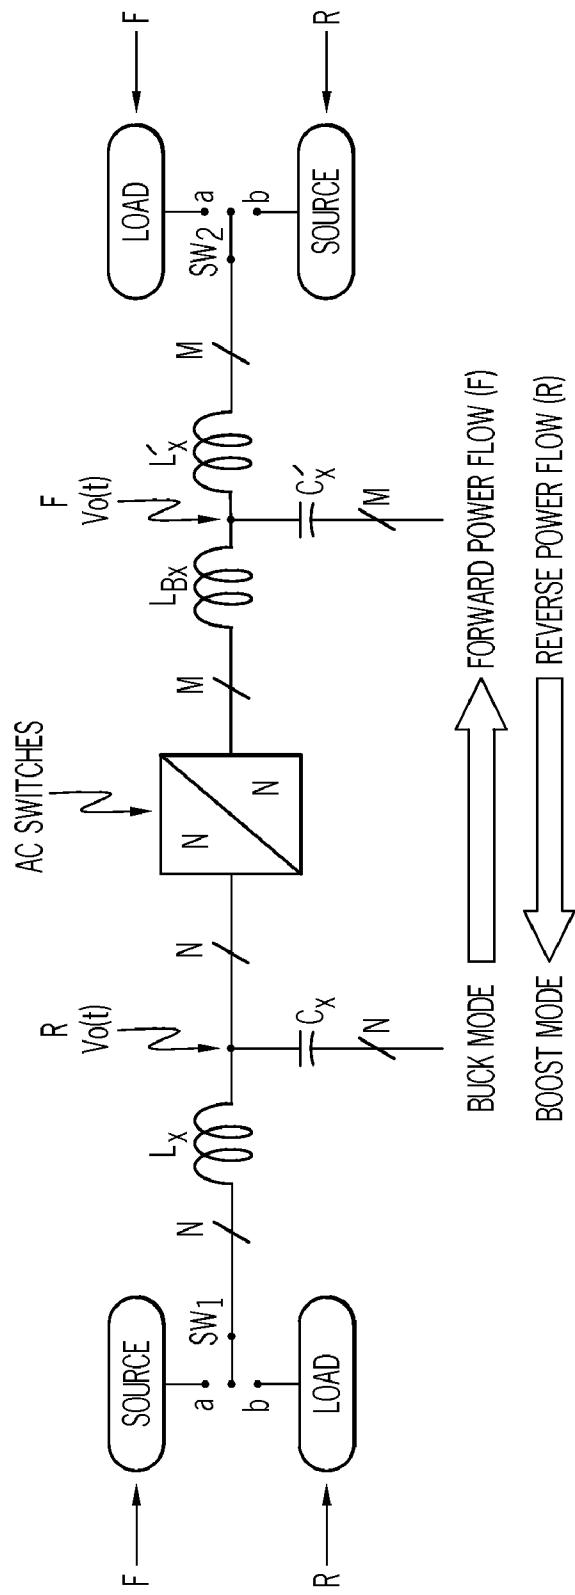 F
SOURCE
a
SW1
b
LOAD
R
N
Lx
R
Vo(t)
Cx
N
N
AC SWITCHES
N
N
M
LBx
F
Vo(t)
L'x
C'x
M
M
SW2
LOAD
a
b
SOURCE
F
R
BUCK MODE
FORWARD POWER FLOW (F)
BOOST MODE
REVERSE POWER FLOW (R)